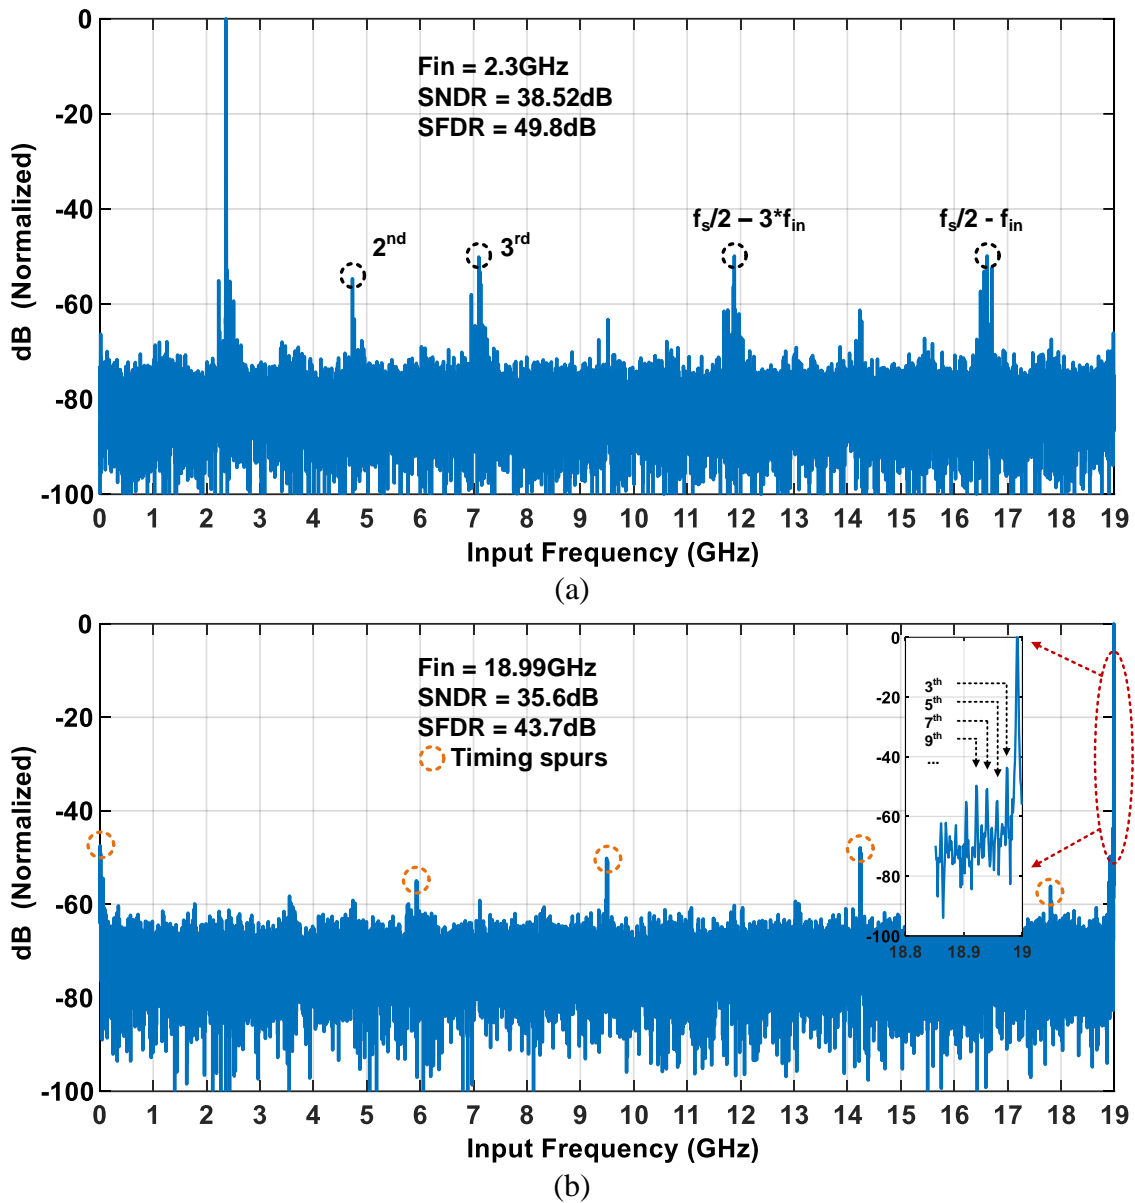 0
-20
-40
-60
-80
-100
dB (Normalized)
Fin = 2.3GHz
SNDR = 38.52dB
SFDR = 49.8dB
2nd
3rd
fs/2 – 3*fin
fs/2 - fin
0 1 2 3 4 5 6 7 8 9 10 11 12 13 14 15 16 17 18 19
Input Frequency (GHz)
(a)
0
-20
-40
-60
-80
-100
dB (Normalized)
Fin = 18.99GHz
SNDR = 35.6dB
SFDR = 43.7dB
Timing spurs
0
-20
-40
-60
-80
-100
3th
5th
7th
9th
...
18.8 18.9 19
0 1 2 3 4 5 6 7 8 9 10 11 12 13 14 15 16 17 18 19
Input Frequency (GHz)
(b)